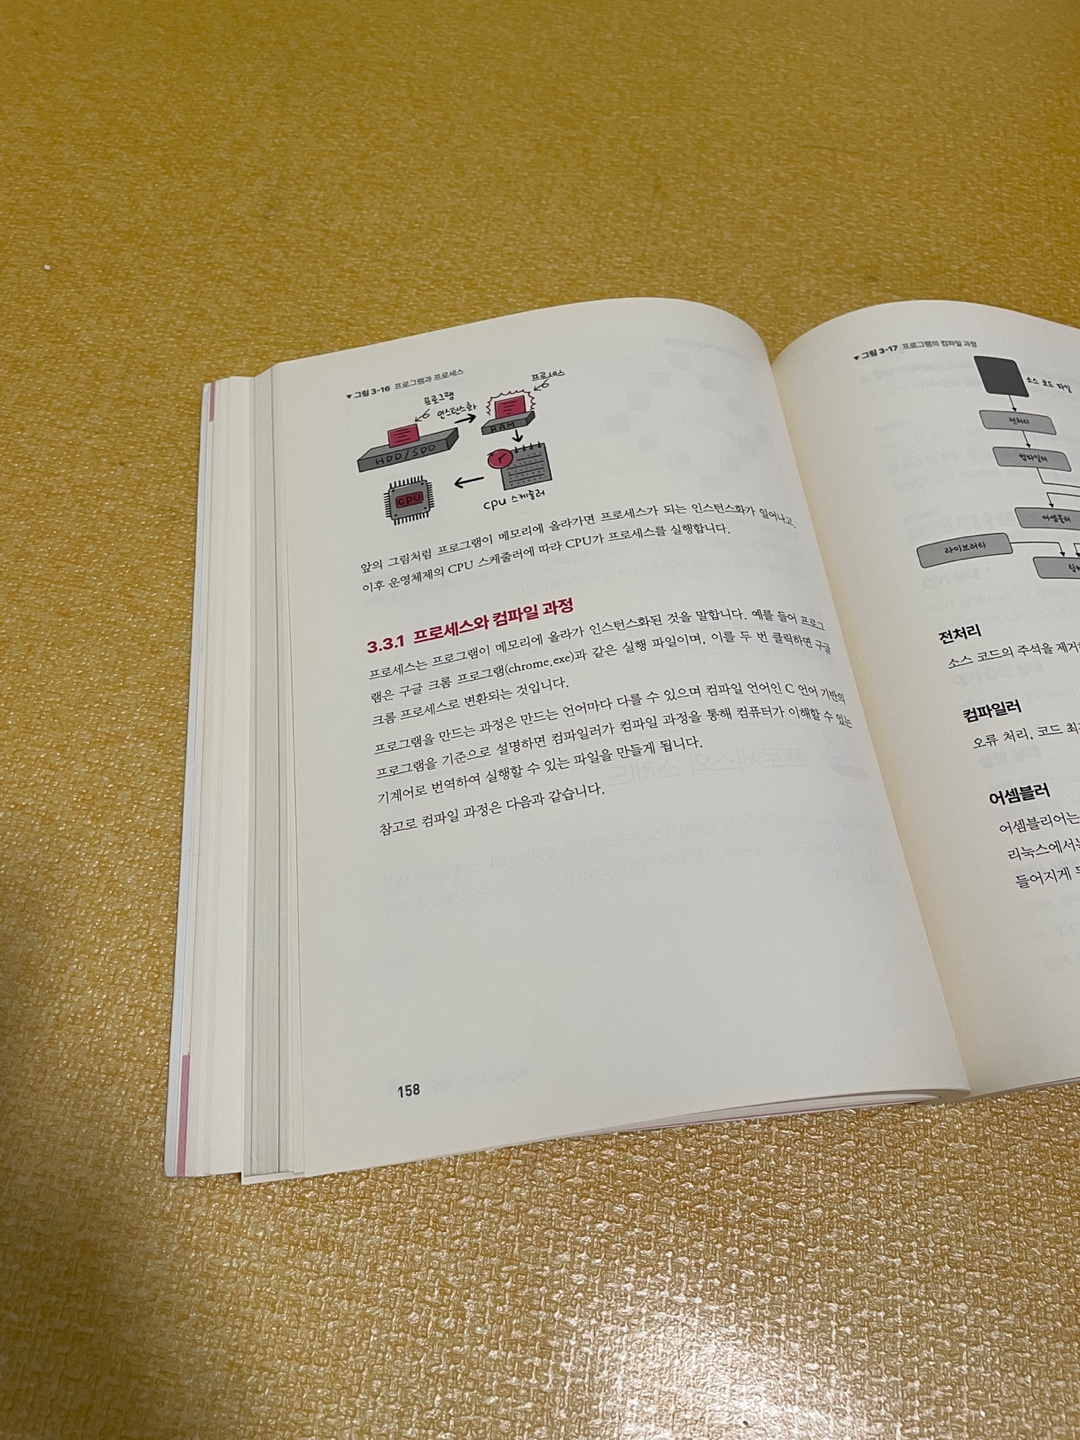 ▼ 그림 3-16 프로그램과 프로세스
프로그램
프로세스
인스턴스화
HDD/SDD
RAM
CPU
CPU 스케줄러
앞의 그림처럼 프로그램이 메모리에 올라가면 프로세스가 되는 인스턴스화가 일어나고,
이후 운영체제의 CPU 스케줄러에 따라 CPU가 프로세스를 실행합니다.
3.3.1 프로세스와 컴파일 과정
프로세스는 프로그램이 메모리에 올라가 인스턴스화된 것을 말합니다. 예를 들어 프로그
램은 구글 크롬 프로그램(chrome.exe)과 같은 실행 파일이며, 이를 두 번 클릭하면 구글
크롬 프로세스로 변환되는 것입니다.
프로그램을 만드는 과정은 만드는 언어마다 다를 수 있으며 컴파일 언어인 C 언어 기반의
프로그램을 기준으로 설명하면 컴파일러가 컴파일 과정을 통해 컴퓨터가 이해할 수 있는
기계어로 번역하여 실행할 수 있는 파일을 만들게 됩니다.
참고로 컴파일 과정은 다음과 같습니다.
158
▼ 그림 3-17 프로그램의 컴파일 과정
소스 코드 파일
전처리
컴파일러
어셈블러
라이브러리
전처리
소스 코드의 주석을
컴파일러
오류 처리, 코드
어셈블러
어셈블리어는
리눅스에서는
들어지게